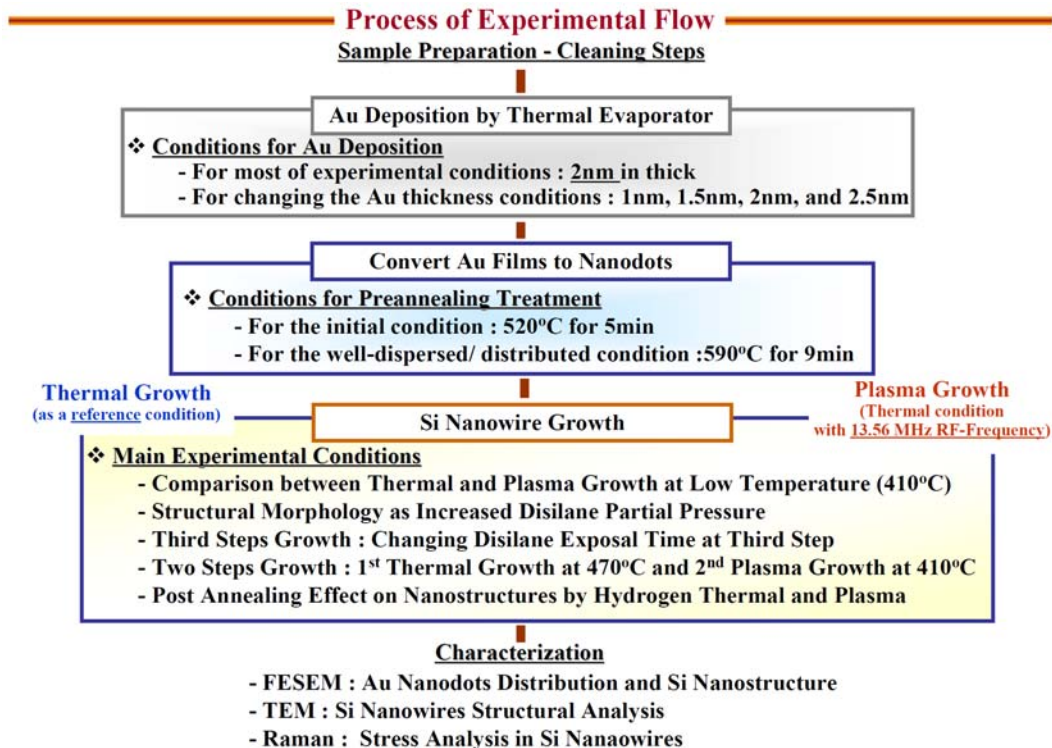 Process of Experimental Flow
Sample Preparation - Cleaning Steps
Au Deposition by Thermal Evaporator
❖ Conditions for Au Deposition
- For most of experimental conditions : 2nm in thick
- For changing the Au thickness conditions : 1nm, 1.5nm, 2nm, and 2.5nm
Convert Au Films to Nanodots
❖ Conditions for Preannealing Treatment
- For the initial condition : 520°C for 5min
- For the well-dispersed/ distributed condition :590°C for 9min
Thermal Growth
(as a reference condition)
Si Nanowire Growth
Plasma Growth
(Thermal condition
with 13.56 MHz RF-Frequency)
❖ Main Experimental Conditions
- Comparison between Thermal and Plasma Growth at Low Temperature (410°C)
- Structural Morphology as Increased Disilane Partial Pressure
- Third Steps Growth : Changing Disilane Exposal Time at Third Step
- Two Steps Growth : 1st Thermal Growth at 470°C and 2nd Plasma Growth at 410°C
- Post Annealing Effect on Nanostructures by Hydrogen Thermal and Plasma
Characterization
- FESEM : Au Nanodots Distribution and Si Nanostructure
- TEM : Si Nanowires Structural Analysis
- Raman : Stress Analysis in Si Nanaowires